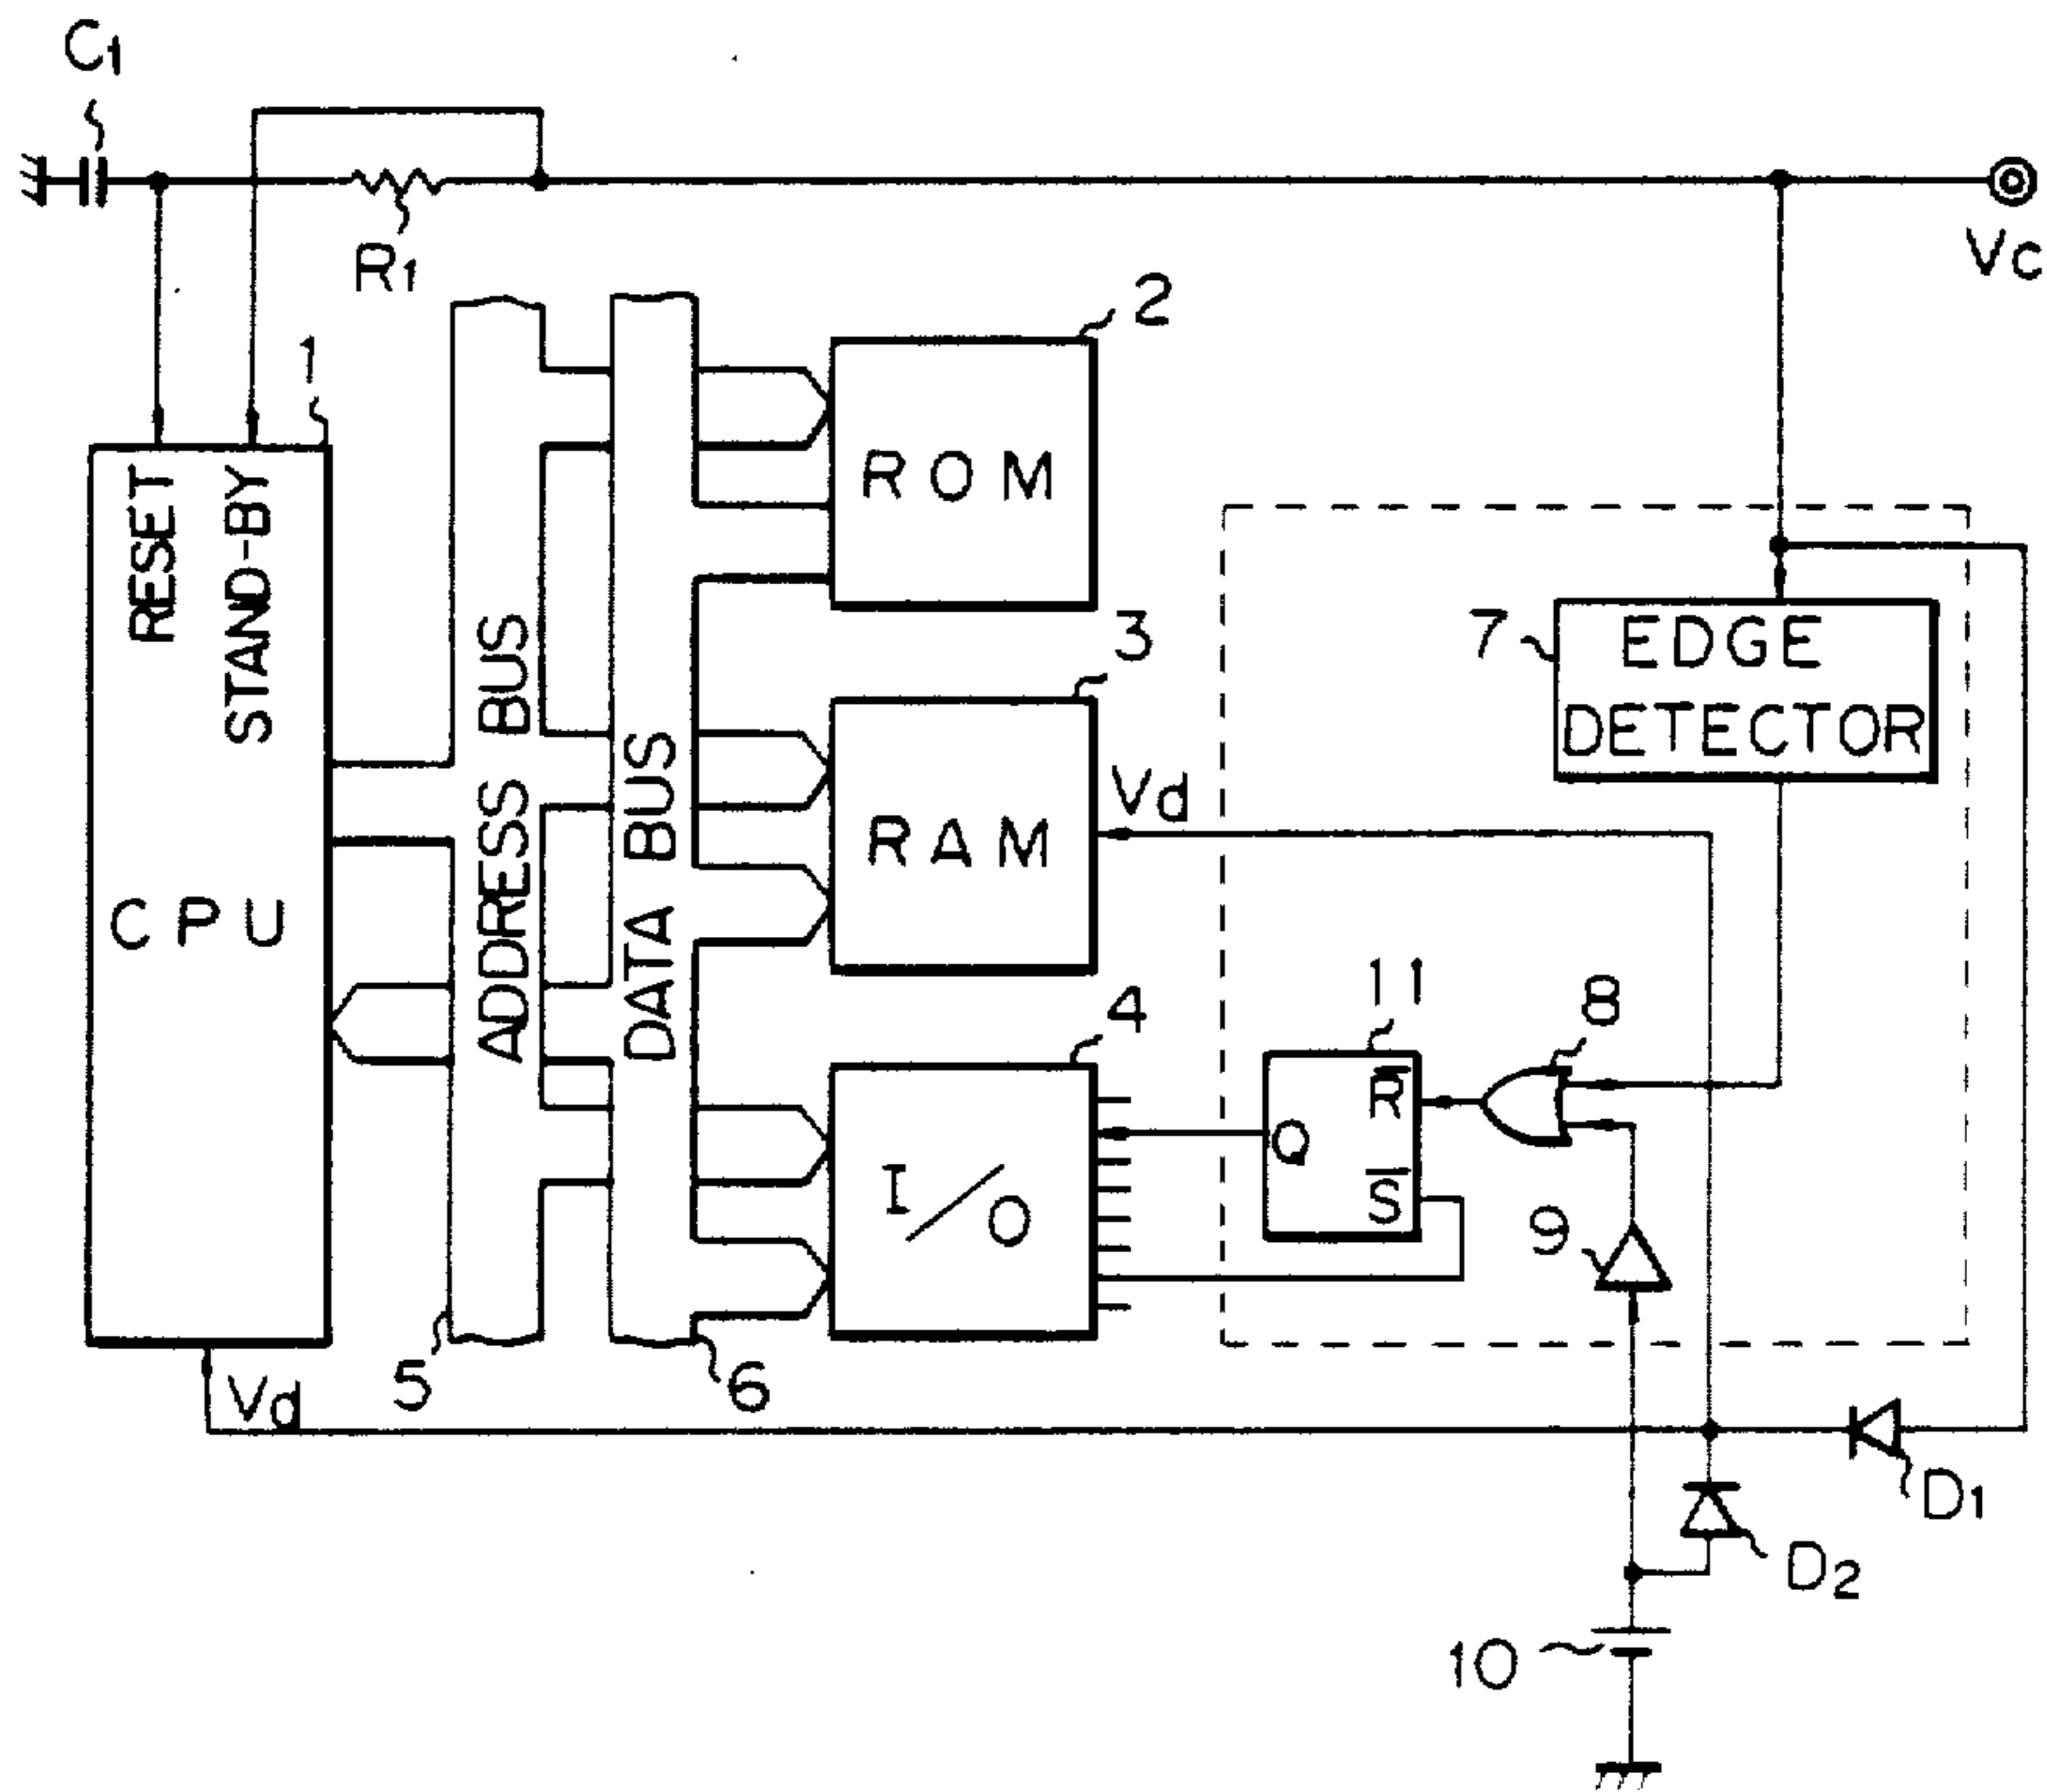 C1
R1
Vc
1
2
RESET
STAND-BY
CPU
ADDRESS BUS
DATA BUS
ROM
3
RAM
Vd
7
EDGE
DETECTOR
4
I/O
11
R̅
Q
S̅
8
9
5
6
Vd
D1
D2
10